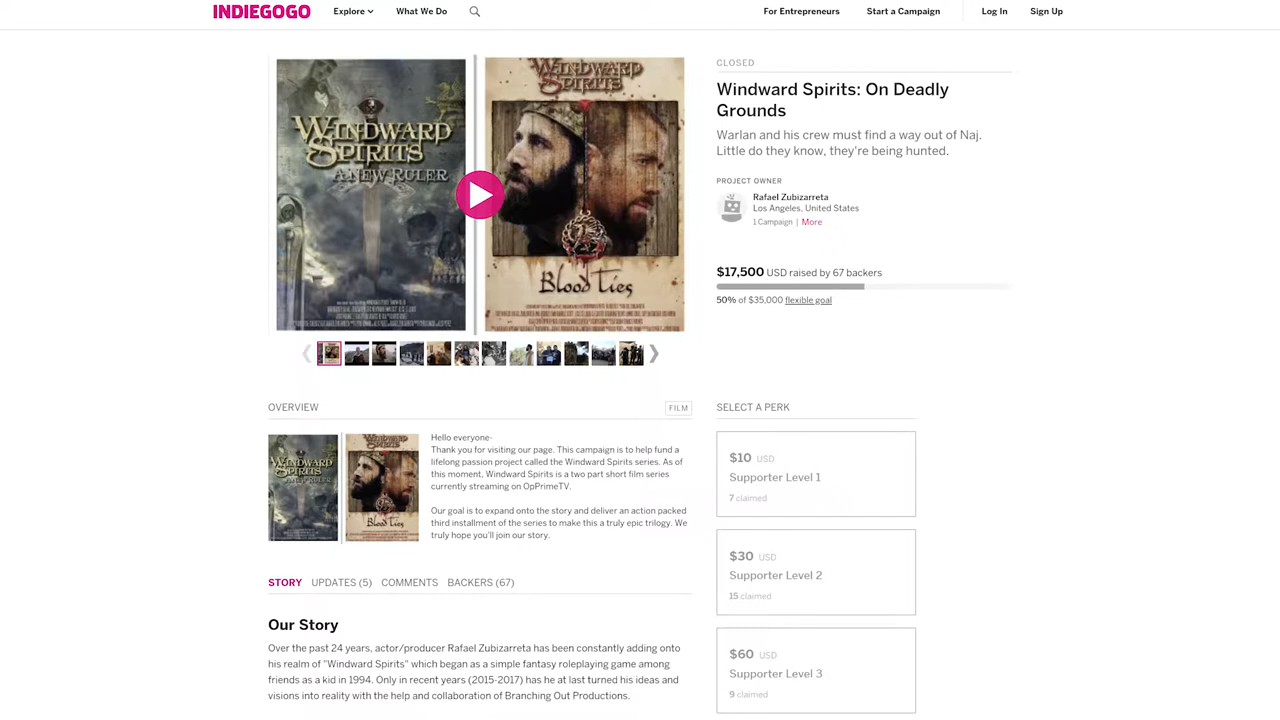 INDIEGOGO
Explore
What We Do
For Entrepreneurs
Start a Campaign
Log In
Sign Up
WINDWARD
SPIRITS
A NEW RULER
WINDWARD
SPIRITS
Blood Ties
CLOSED
Windward Spirits: On Deadly
Grounds
Warlan and his crew must find a way out of Naj.
Little do they know, they're being hunted.
PROJECT OWNER
Rafael Zubizarreta
Los Angeles, United States
1 Campaign | More
$17,500 USD raised by 67 backers
50% of $35,000 flexible goal
OVERVIEW
FILM
WINDWARD
SPIRITS
A NEW RULER
WINDWARD
SPIRITS
Blood Ties
Hello everyone-
Thank you for visiting our page. This campaign is to help fund a
lifelong passion project called the Windward Spirits series. As of
this moment, Windward Spirits is a two part short film series
currently streaming on OpPrimeTV.
Our goal is to expand onto the story and deliver an action packed
third installment of the series to make this a truly epic trilogy. We
truly hope you'll join our story.
STORY
UPDATES (5)
COMMENTS
BACKERS (67)
Our Story
Over the past 24 years, actor/producer Rafael Zubizarreta has been constantly adding onto
his realm of "Windward Spirits" which began as a simple fantasy roleplaying game among
friends as a kid in 1994. Only in recent years (2015-2017) has he at last turned his ideas and
visions into reality with the help and collaboration of Branching Out Productions.
SELECT A PERK
$10 USD
Supporter Level 1
7 claimed
$30 USD
Supporter Level 2
15 claimed
$60 USD
Supporter Level 3
9 claimed